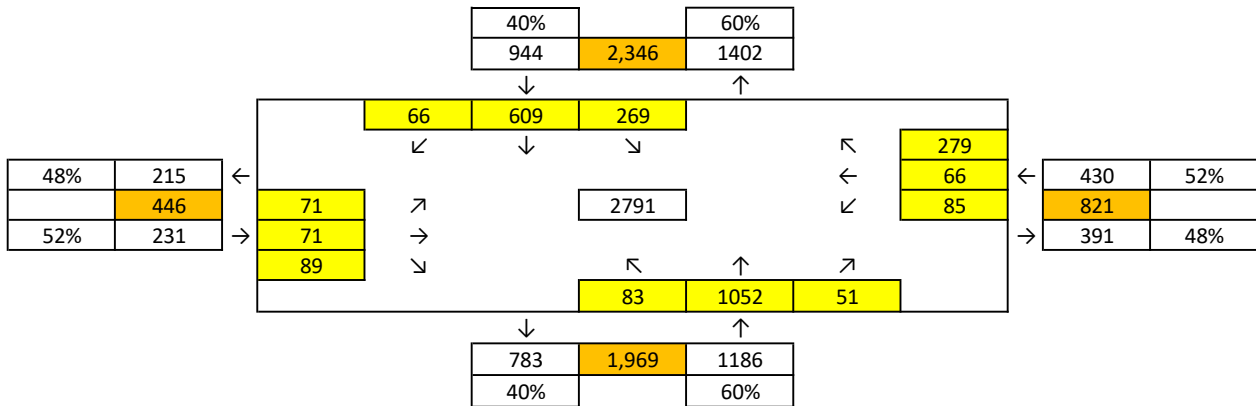 40% 60%
944 2,346 1402
↓ ↑
66 609 269
↙ ↓ ↘ ↖ 279
48% 215 ← ← 66 ← 430 52%
446 71 ↗ 2791 ↙ 85 821
52% 231 → 71 → → 391 48%
89 ↘ ↖ ↑ ↗
83 1052 51
↓ ↑
783 1,969 1186
40% 60%